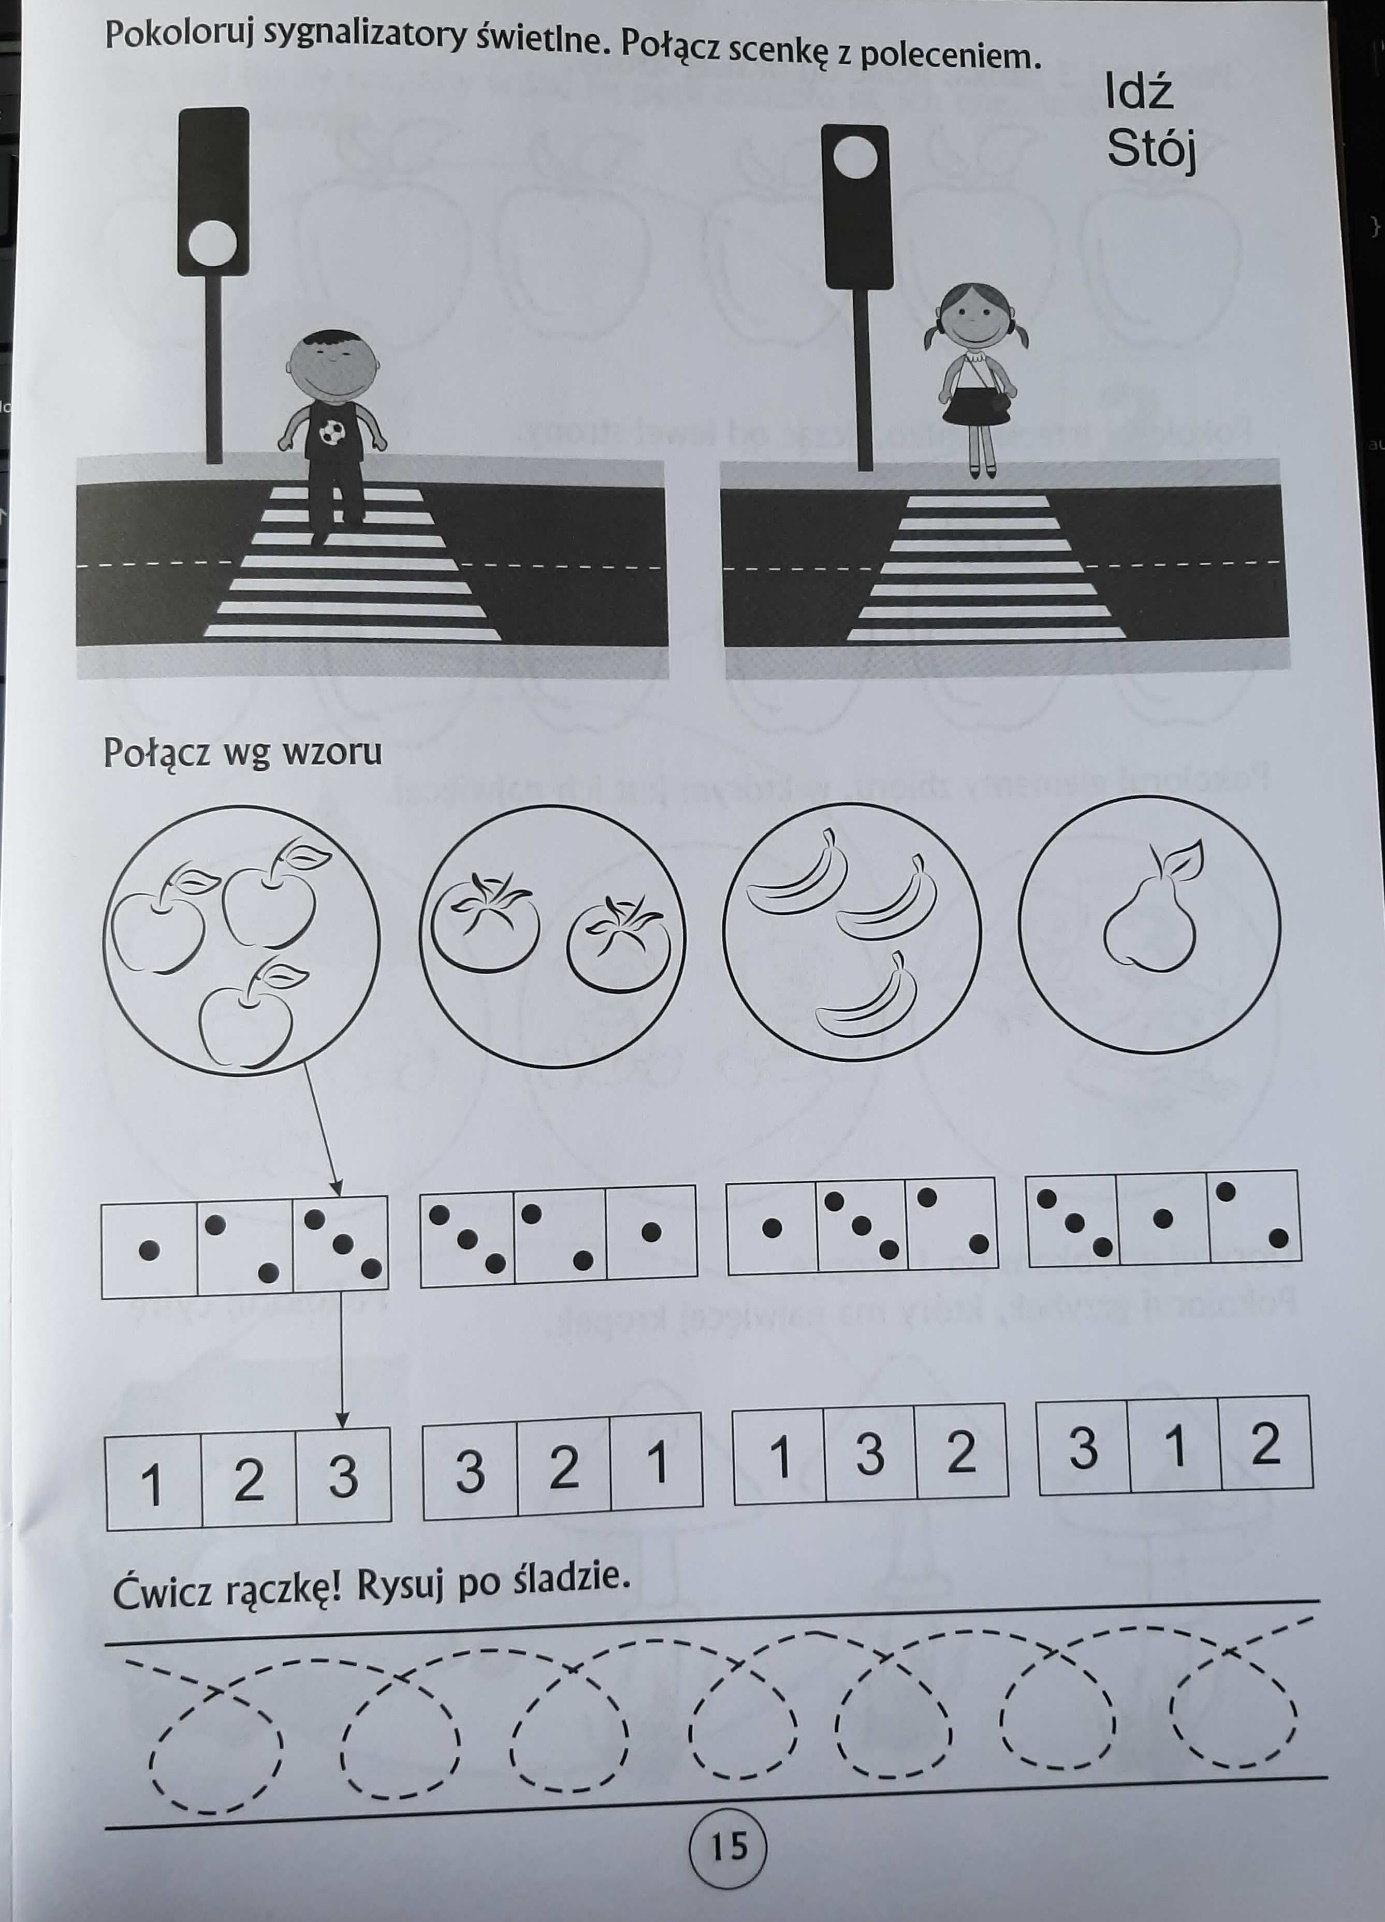 Pokoloruj sygnalizatory świetlne. Połącz scenkę z poleceniem.
Idź
Stój
Połącz wg wzoru
1 2 3 3 2 1 1 3 2 3 1 2
Ćwicz rączkę! Rysuj po śladzie.
15